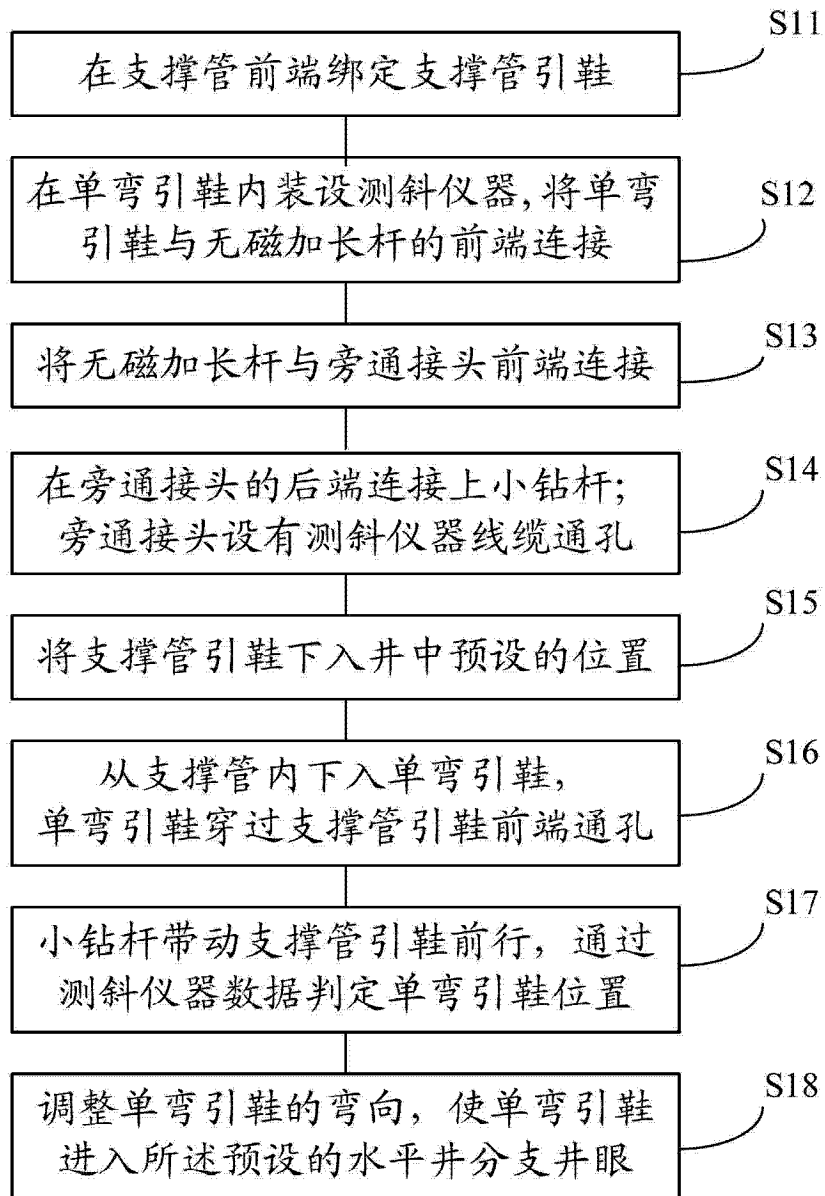 S11
在支撑管前端绑定支撑管引鞋
在单弯引鞋内装设测斜仪器,将单弯
引鞋与无磁加长杆的前端连接
S12
将无磁加长杆与旁通接头前端连接
S13
在旁通接头的后端连接上小钻杆;
旁通接头设有测斜仪器线缆通孔
S14
将支撑管引鞋下入井中预设的位置
S15
从支撑管内下入单弯引鞋,
单弯引鞋穿过支撑管引鞋前端通孔
S16
小钻杆带动支撑管引鞋前行，通过
测斜仪器数据判定单弯引鞋位置
S17
调整单弯引鞋的弯向，使单弯引鞋
进入所述预设的水平井分支井眼
S18